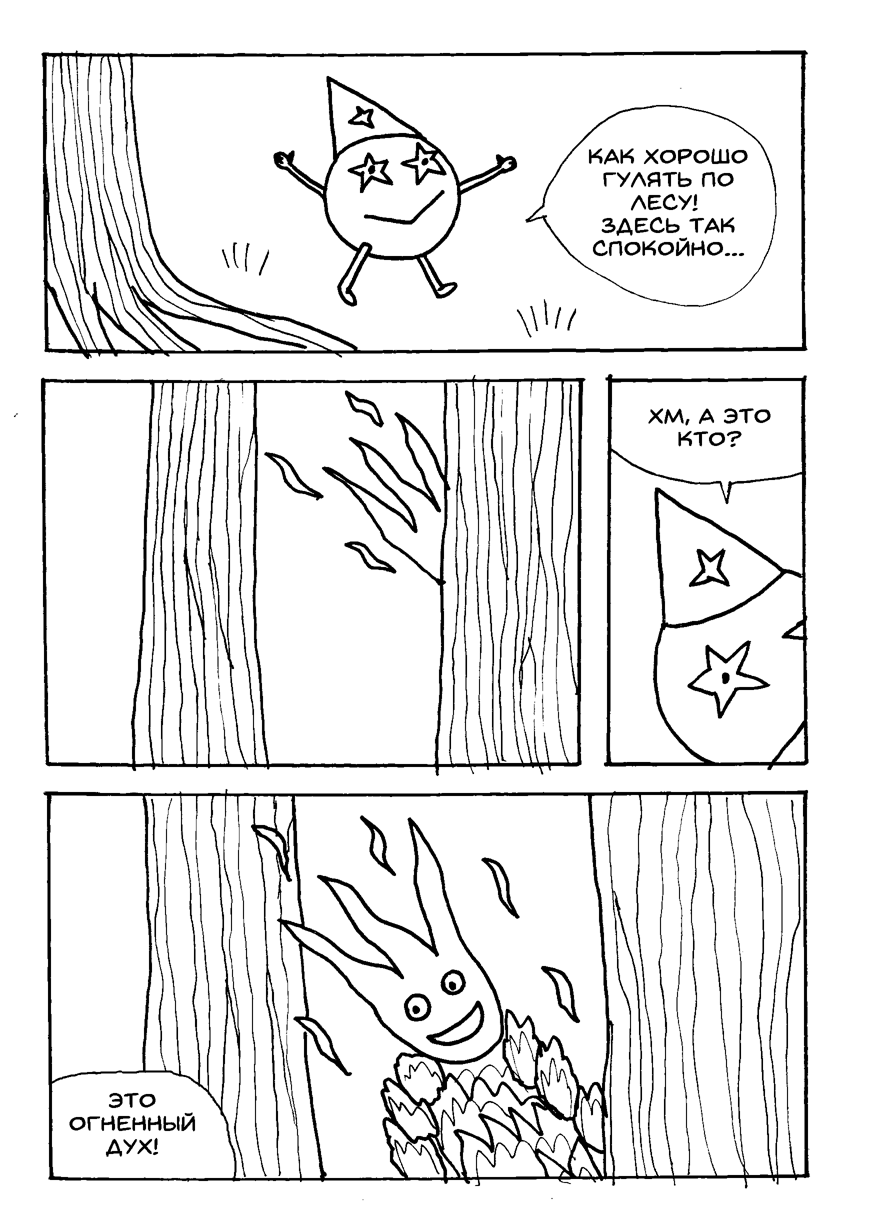 КАК ХОРОШО
ГУЛЯТЬ ПО
ЛЕСУ!
ЗДЕСЬ ТАК
СПОКОЙНО...
ХМ, А ЭТО
КТО?
ЭТО
ОГНЕННЫЙ
ДУХ!